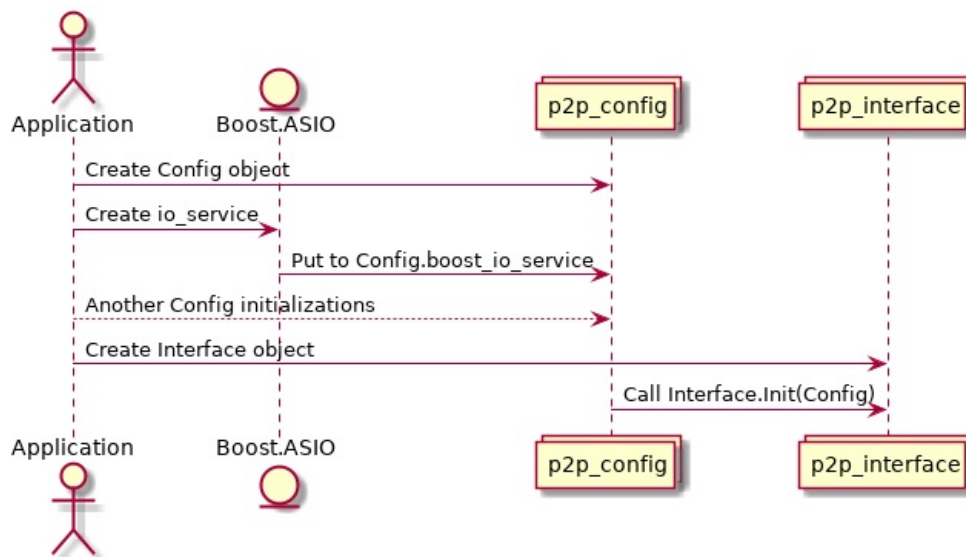 Application
Boost.ASIO
p2p_config
p2p_interface
Create Config object
Create io_service
Put to Config.boost_io_service
Another Config initializations
Create Interface object
Call Interface.Init(Config)
Application
Boost.ASIO
p2p_config
p2p_interface